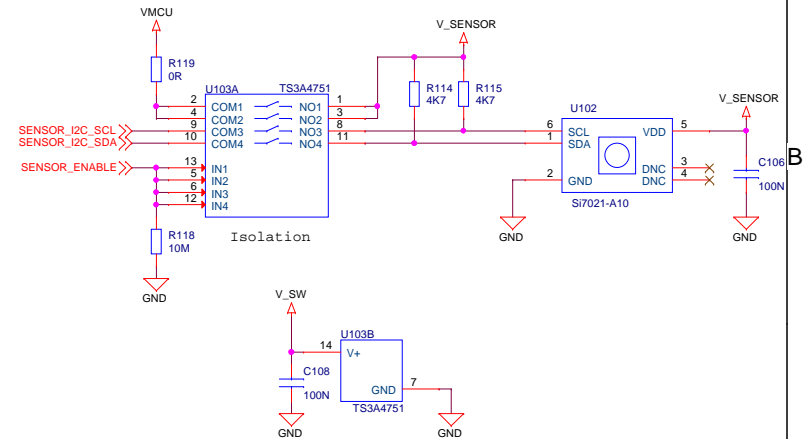 VMCU
V_SENSOR
R119
0R
U103A
TS3A4751
R114
4K7
R115
4K7
U102
V_SENSOR
2
COM1
NO1
1
4
COM2
NO2
3
SENSOR_I2C_SCL
9
COM3
NO3
8
6
SCL
VDD
5
SENSOR_I2C_SDA
10
COM4
NO4
11
1
SDA
B
SENSOR_ENABLE
13
IN1
5
IN2
6
IN3
12
IN4
DNC
3
DNC
4
2
GND
C106
100N
Si7021-A10
R118
10M
Isolation
GND
GND
GND
V_SW
U103B
14
V+
C108
100N
GND
7
TS3A4751
GND
GND